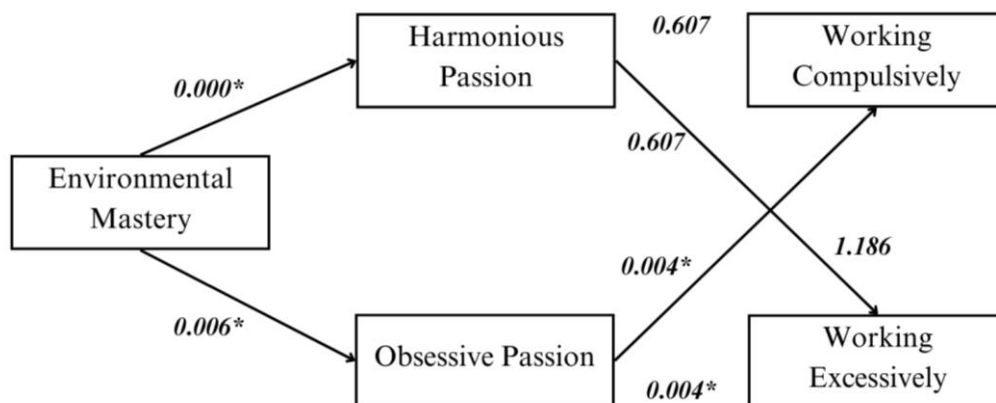 Harmonious
Passion
0.607
Working
Compulsively
0.000*
0.607
Environmental
Mastery
0.004*
1.186
0.006*
Obsessive Passion
Working
Excessively
0.004*